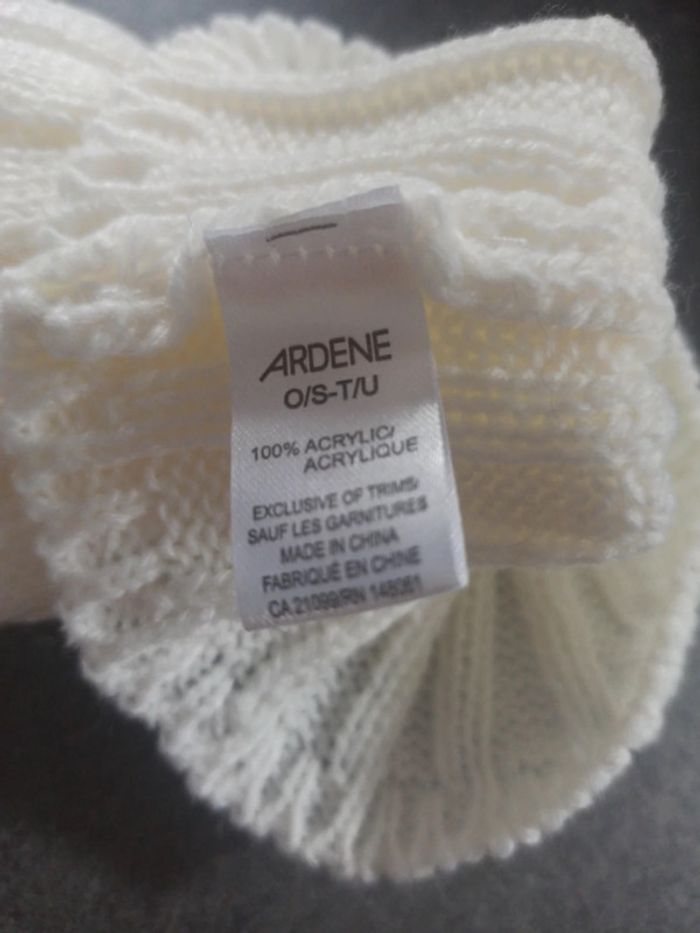 ARDENE
O/S-T/U
100% ACRYLIC/
ACRYLIQUE
EXCLUSIVE OF TRIMS/
SAUF LES GARNITURES
MADE IN CHINA
FABRIQUÉ EN CHINE
CA 21099/RN 148061